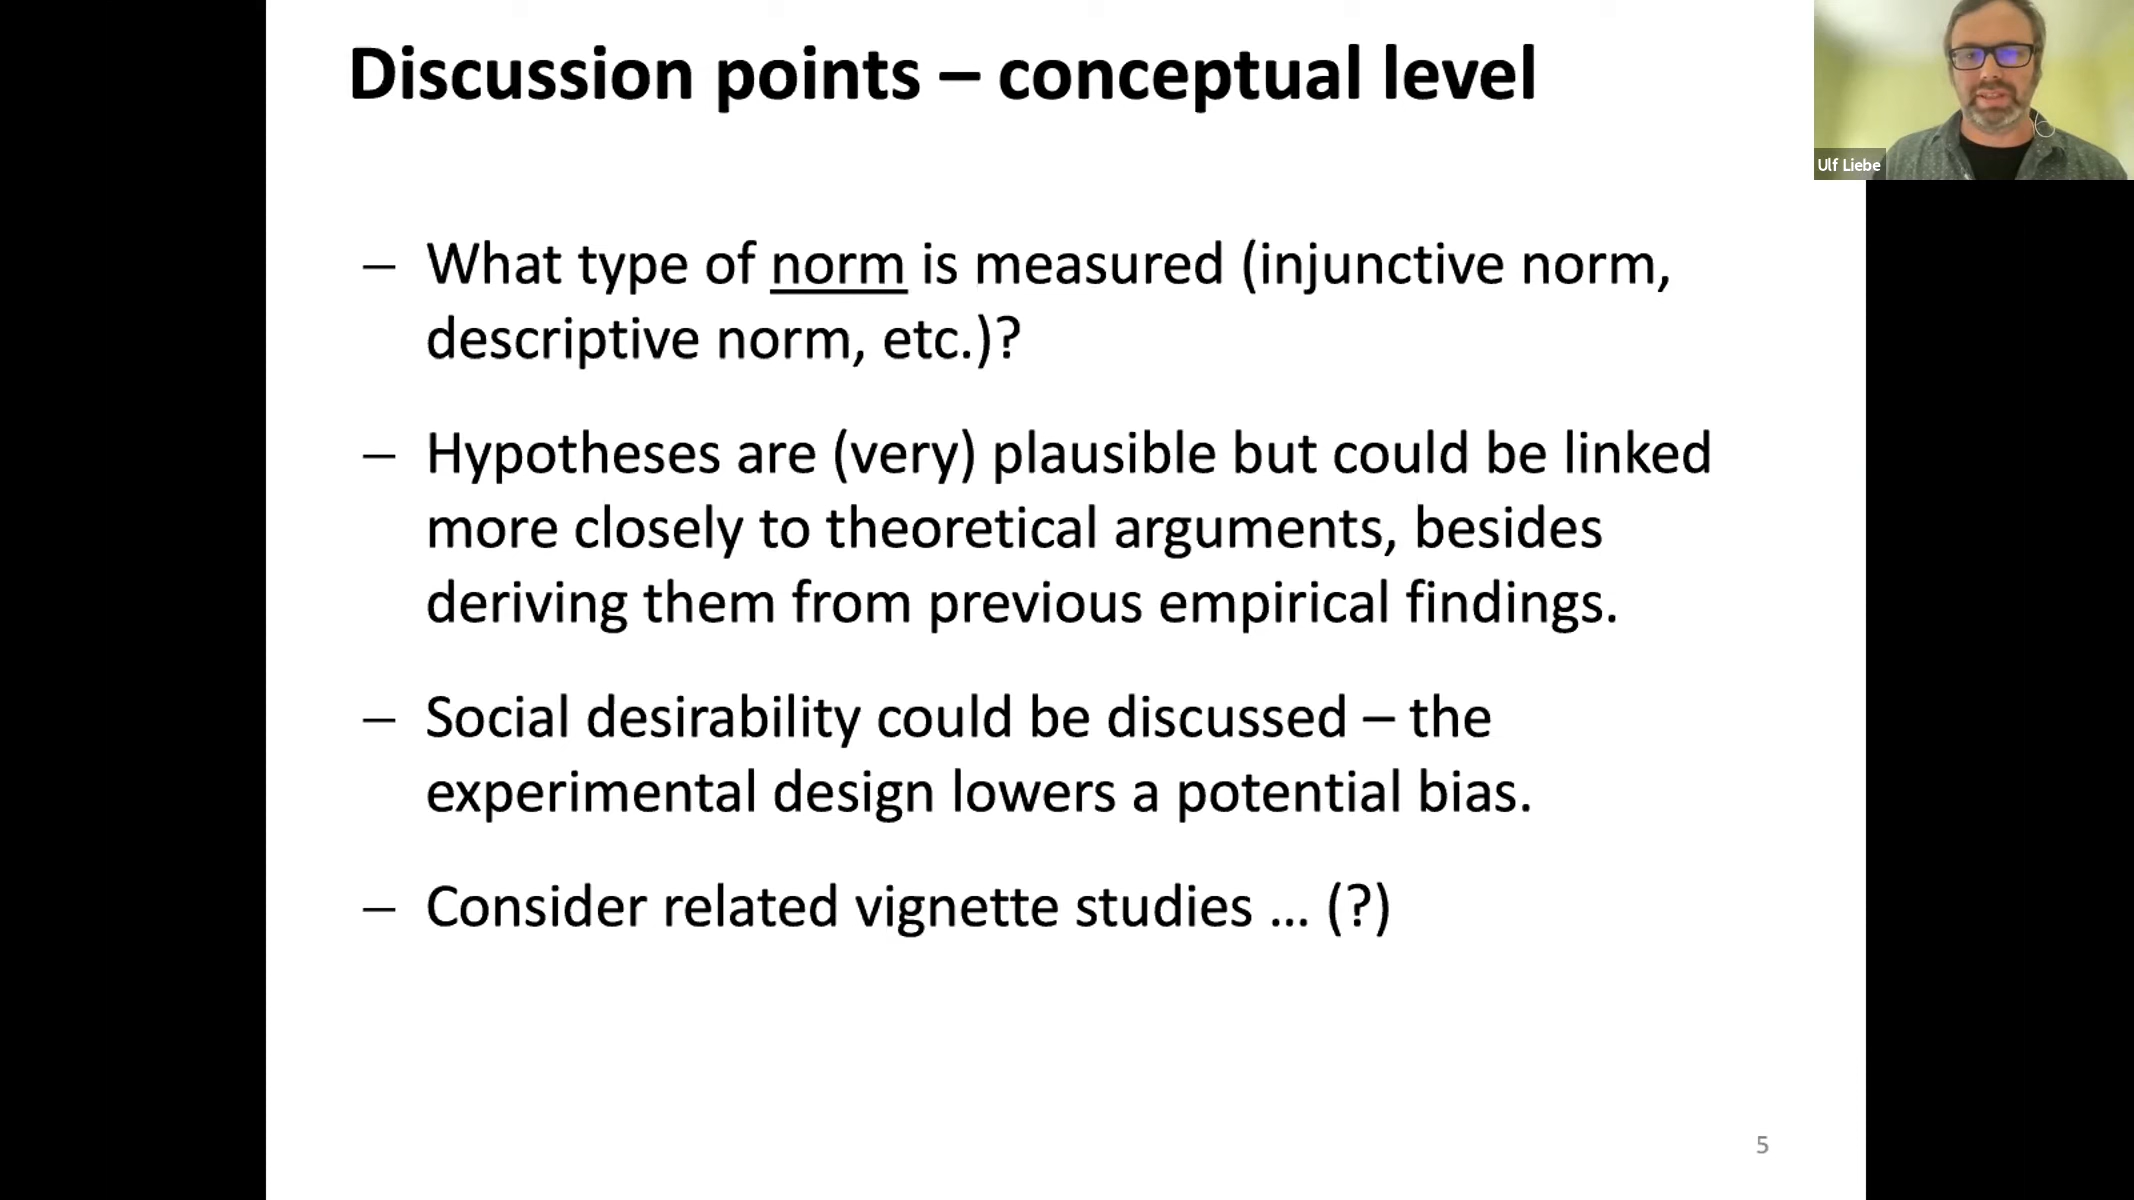 Discussion points – conceptual level
Ulf Liebe
– What type of norm is measured (injunctive norm,
descriptive norm, etc.)?
– Hypotheses are (very) plausible but could be linked
more closely to theoretical arguments, besides
deriving them from previous empirical findings.
– Social desirability could be discussed – the
experimental design lowers a potential bias.
– Consider related vignette studies ... (?)
5